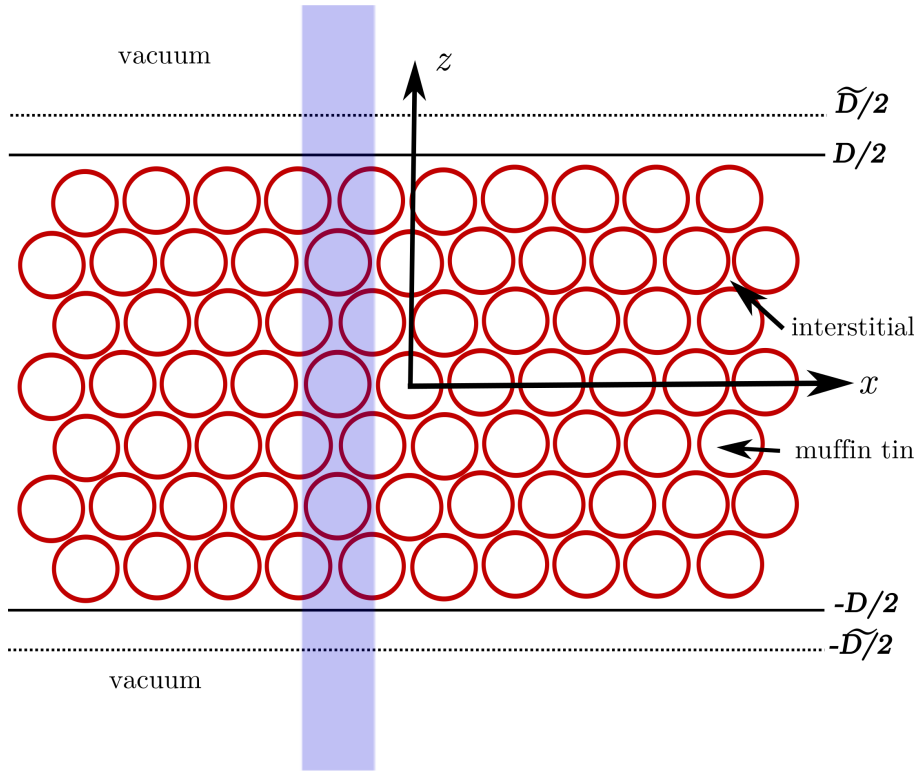 vacuum
z
D̃/2
D/2
interstitial
x
muffin tin
-D/2
-D̃/2
vacuum